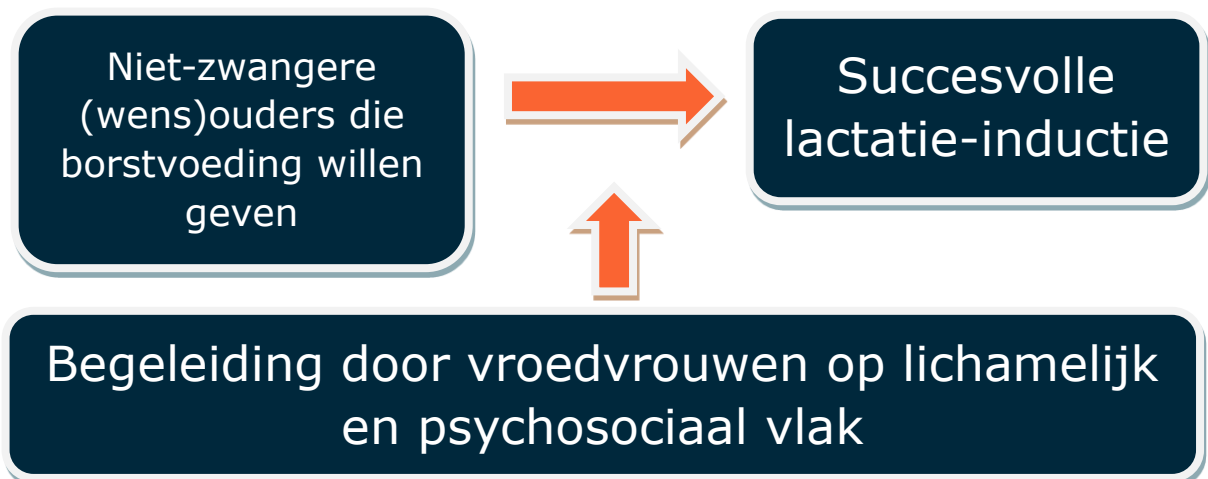 Niet-zwangere
(wens)ouders die
borstvoeding willen
geven
Succesvolle
lactatie-inductie
Begeleiding door vroedvrouwen op lichamelijk
en psychosociaal vlak